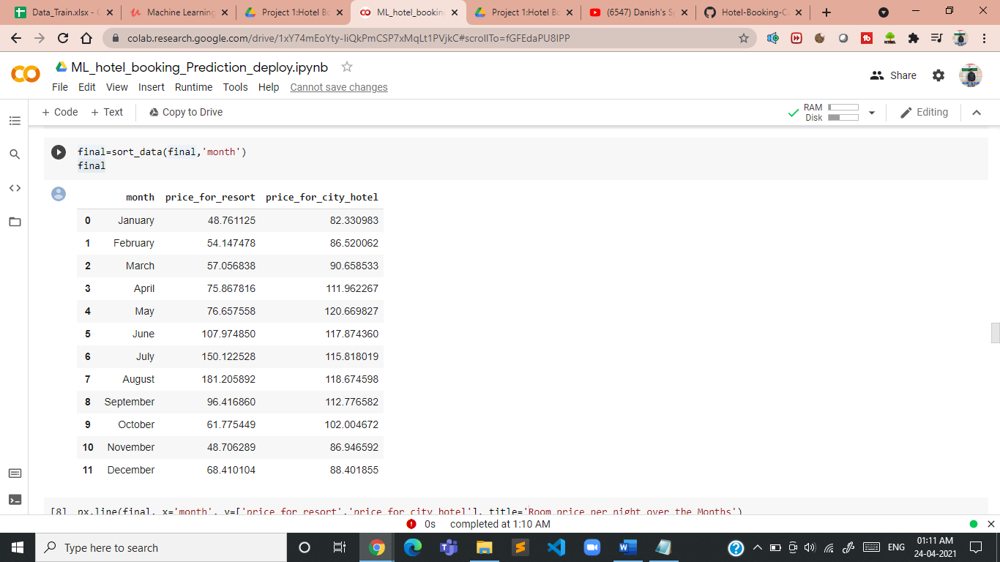 Data_Train.xlsx - G
Machine Learning
Project 1:Hotel Bo
ML_hotel_booking
Project 1:Hotel Bo
(6547) Danish's S
Hotel-Booking-C
colab.research.google.com/drive/1xY74mEoYty-IiQkPmCSP7xMqLt1PVjkC#scrollTo=fGFEdaPU8IPP
ML_hotel_booking_Prediction_deploy.ipynb
Share
File Edit View Insert Runtime Tools Help Cannot save changes
+ Code + Text Copy to Drive
RAM
Disk
Editing
final=sort_data(final,'month')
final
month price_for_resort price_for_city_hotel
0 January 48.761125 82.330983
1 February 54.147478 86.520062
2 March 57.056838 90.658533
3 April 75.867816 111.962267
4 May 76.657558 120.669827
5 June 107.974850 117.874360
6 July 150.122528 115.818019
7 August 181.205892 118.674598
8 September 96.416860 112.776582
9 October 61.775449 102.004672
10 November 48.706289 86.946592
11 December 68.410104 88.401855
[8] px.line(final, x='month', y=['price_for_resort','price_for_city_hotel'], title='Room price per night over the Months')
0s completed at 1:10 AM
Type here to search
ENG
01:11 AM
24-04-2021